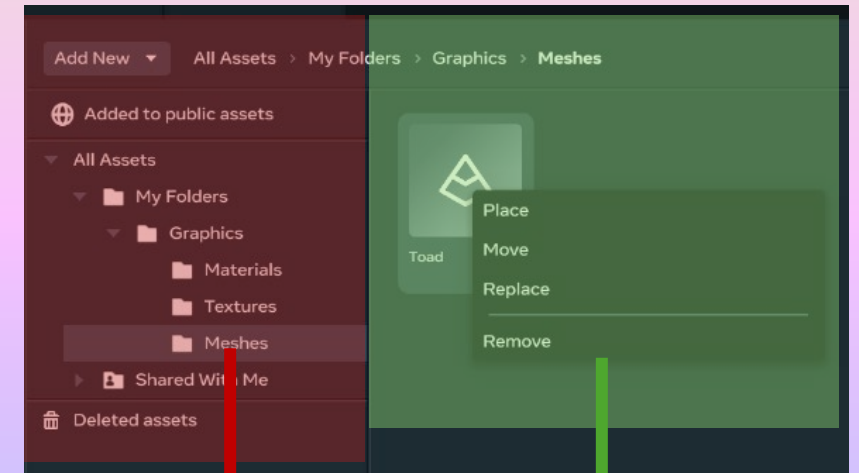 Add New All Assets > My Folders > Graphics > Meshes
Added to public assets
All Assets
My Folders
Graphics
Materials
Textures
Meshes
Shared With Me
Deleted assets
Toad
Place
Move
Replace
Remove